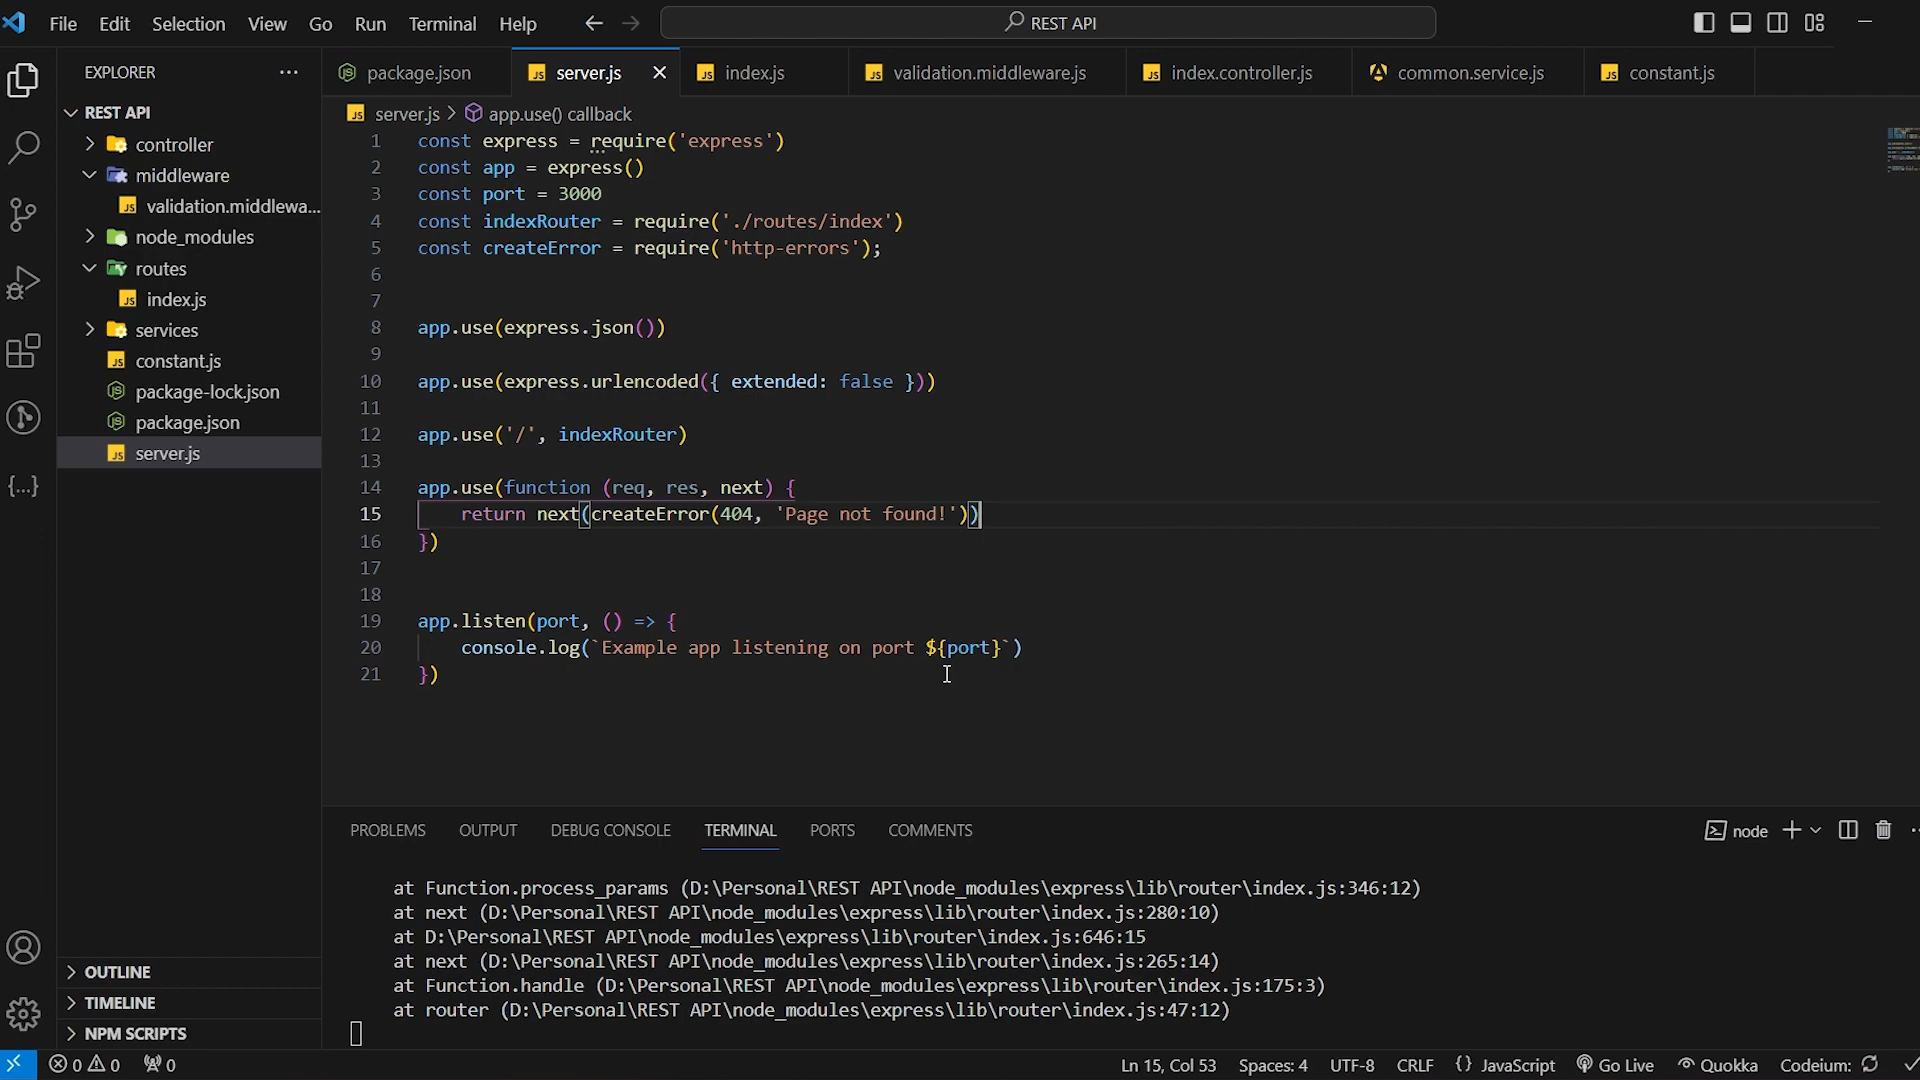 File Edit Selection View Go Run Terminal Help
REST API
EXPLORER
package.json
server.js
index.js
validation.middleware.js
index.controller.js
common.service.js
constant.js
REST API
controller
middleware
validation.middlewa...
node_modules
routes
index.js
services
constant.js
package-lock.json
package.json
server.js
OUTLINE
TIMELINE
NPM SCRIPTS
server.js > app.use() callback
1 const express = require('express')
2 const app = express()
3 const port = 3000
4 const indexRouter = require('./routes/index')
5 const createError = require('http-errors');
6
7
8 app.use(express.json())
9
10 app.use(express.urlencoded({ extended: false }))
11
12 app.use('/', indexRouter)
13
14 app.use(function (req, res, next) {
15 return next(createError(404, 'Page not found!'))
16 })
17
18
19 app.listen(port, () => {
20 console.log(`Example app listening on port ${port}`)
21 })
PROBLEMS OUTPUT DEBUG CONSOLE TERMINAL PORTS COMMENTS
node
at Function.process_params (D:\Personal\REST API\node_modules\express\lib\router\index.js:346:12)
at next (D:\Personal\REST API\node_modules\express\lib\router\index.js:280:10)
at D:\Personal\REST API\node_modules\express\lib\router\index.js:646:15
at next (D:\Personal\REST API\node_modules\express\lib\router\index.js:265:14)
at Function.handle (D:\Personal\REST API\node_modules\express\lib\router\index.js:175:3)
at router (D:\Personal\REST API\node_modules\express\lib\router\index.js:47:12)
0 0 0 Ln 15, Col 53 Spaces: 4 UTF-8 CRLF {} JavaScript Go Live Quokka Codeium: